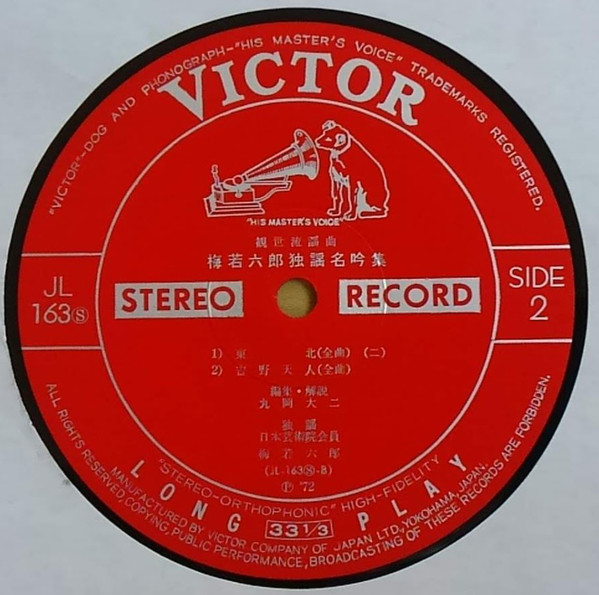 "VICTOR"-DOG AND PHONOGRAPH-"HIS MASTER'S VOICE" TRADEMARKS REGISTERED.
VICTOR
"HIS MASTER'S VOICE"
観世流謡曲
梅若六郎独謡名吟集
JL
163Ⓢ
STEREO RECORD
SIDE
2
1)東北(全曲) (二)
2) 吉野天人(全曲)
編集・解説
丸岡大二
独謡
日本芸術院会員
梅若六郎
(JL-163Ⓢ-B)
Ⓟ '72
"STEREO-ORTHOPHONIC" HIGH-FIDELITY
LONG 33 1/3 PLAY
MANUFACTURED BY VICTOR COMPANY OF JAPAN LTD., YOKOHAMA, JAPAN.
ALL RIGHTS RESERVED, COPYING, PUBLIC PERFORMANCE, BROADCASTING OF THESE RECORDS ARE FORBIDDEN.